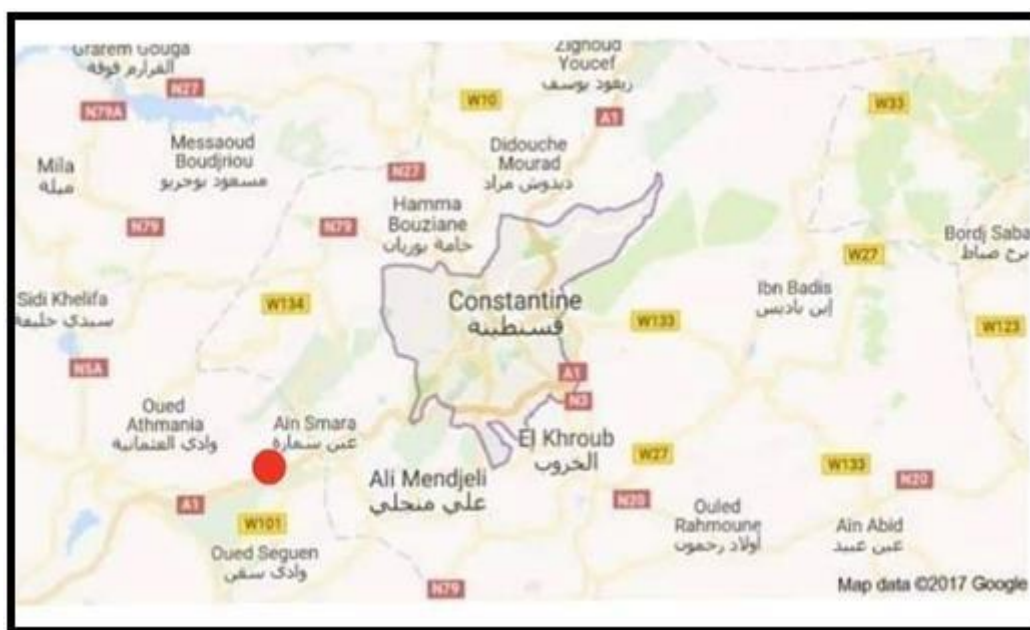 Grarem Gouga
القرارم قوقة
N27
N79A
W10
Zighoud
Youcef
زيغود يوسف
A1
W33
Mila
ميلة
Messaoud
Boudjriou
مسعود بوجريو
N27
Didouche
Mourad
ديدوش مراد
N79
N79
Hamma
Bouziane
حامة بوزيان
Bordj Saba
برج صباط
W27
Sidi Khelifa
سيدي خليفة
W134
Constantine
قسنطينة
W133
Ibn Badis
إبن باديس
W123
N5A
A1
N3
Oued
Athmania
وادي العثمانية
Ain Smara
عين سمارة
El Khroub
الخروب
Ali Mendjeli
علي منجلي
W27
W133
N20
A1
N20
W101
Ouled
Rahmoune
أولاد رحمون
Aïn Abid
عين عبيد
Oued Seguen
وادي سقن
N79
Map data ©2017 Google